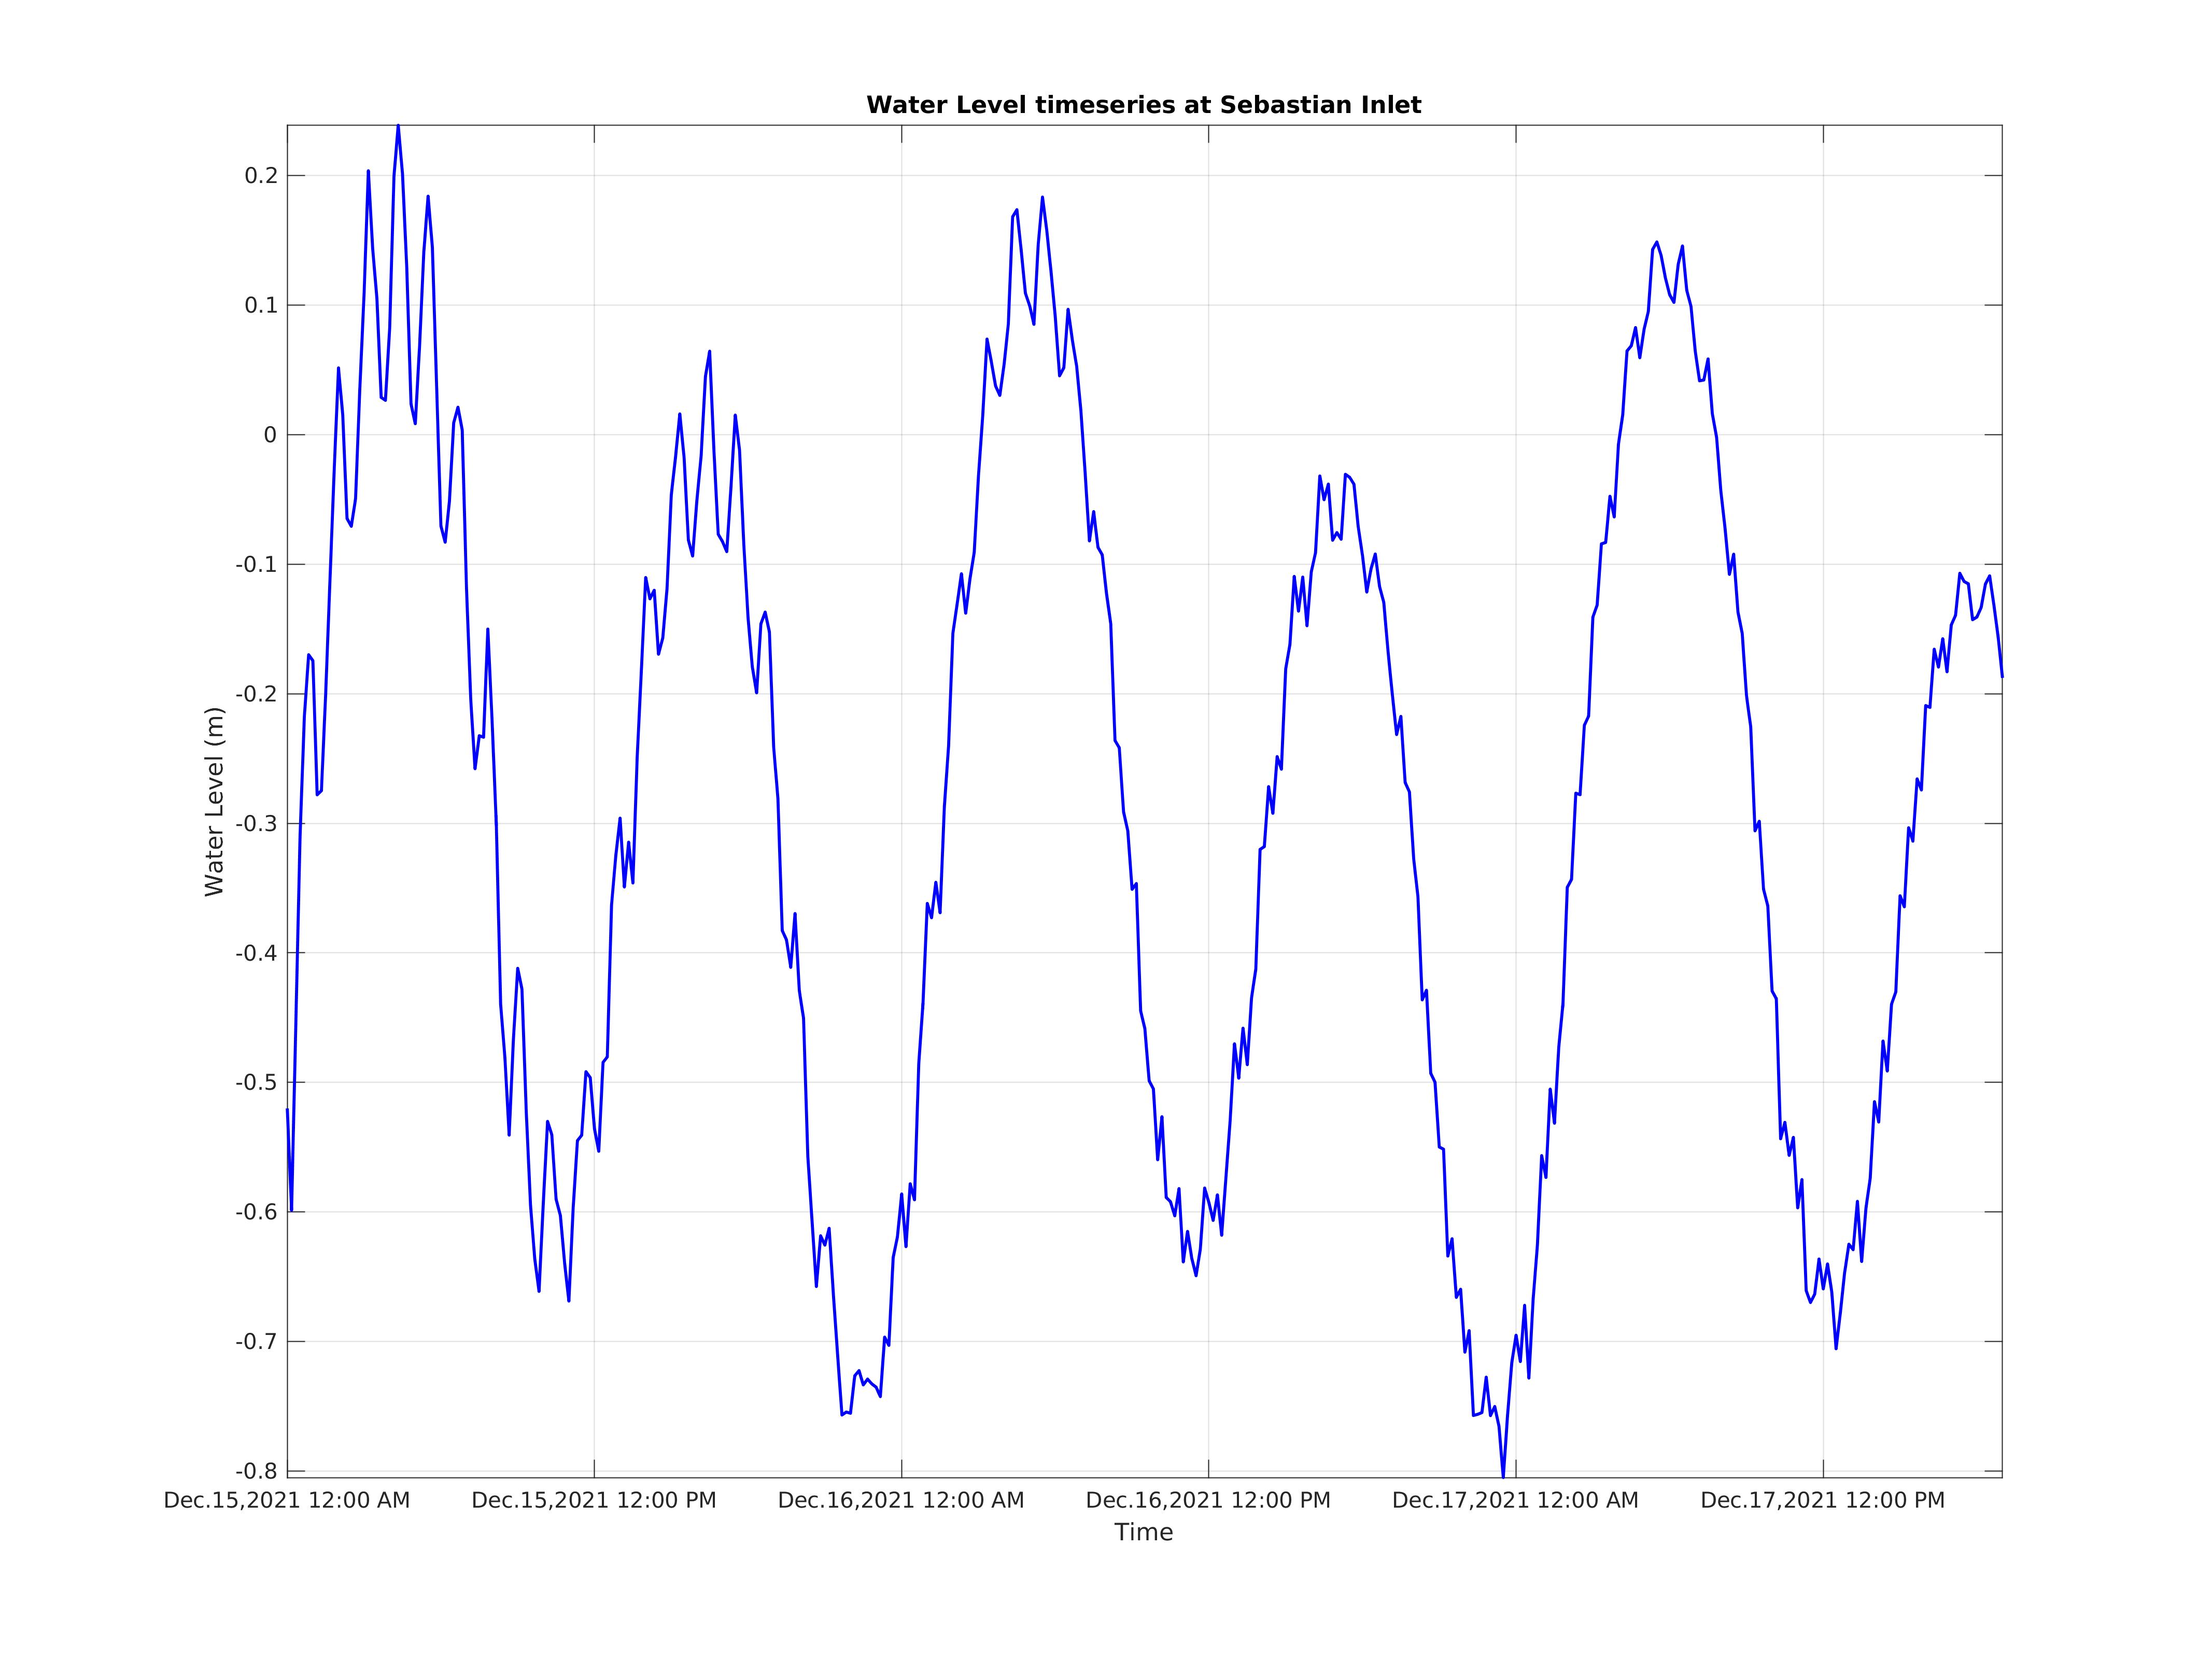 Water Level timeseries at Sebastian Inlet
0.2
0.1
0
-0.1
-0.2
-0.3
-0.4
-0.5
-0.6
-0.7
-0.8
Water Level (m)
Dec.15,2021 12:00 AM
Dec.15,2021 12:00 PM
Dec.16,2021 12:00 AM
Dec.16,2021 12:00 PM
Dec.17,2021 12:00 AM
Dec.17,2021 12:00 PM
Time